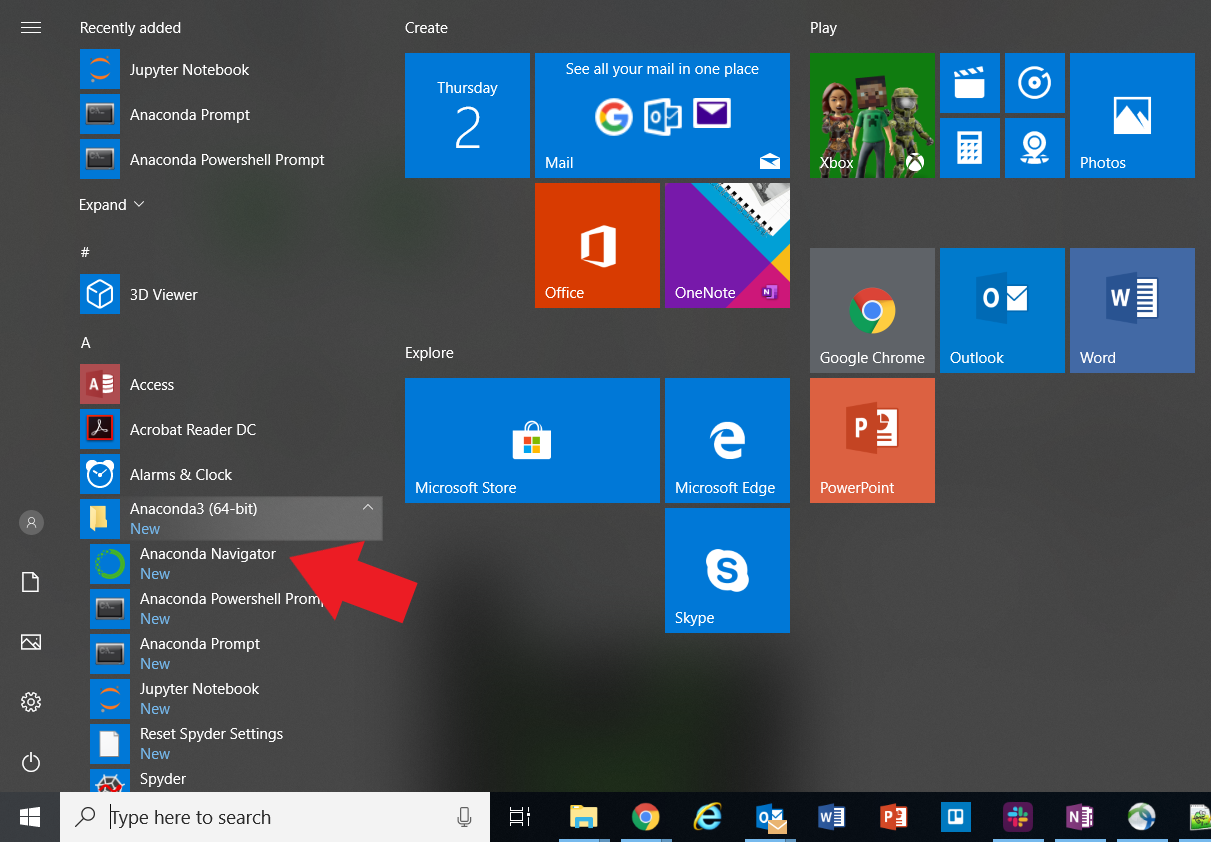 Recently added
Jupyter Notebook
Anaconda Prompt
Anaconda Powershell Prompt
Expand
#
3D Viewer
A
Access
Acrobat Reader DC
Alarms & Clock
Anaconda3 (64-bit)
New
Anaconda Navigator
New
Anaconda Powershell Prom
New
Anaconda Prompt
New
Jupyter Notebook
New
Reset Spyder Settings
New
Spyder
Create
Thursday
2
See all your mail in one place
Mail
Office
OneNote
Explore
Microsoft Store
Microsoft Edge
Skype
Play
Xbox
Photos
Google Chrome
Outlook
Word
PowerPoint
Type here to search